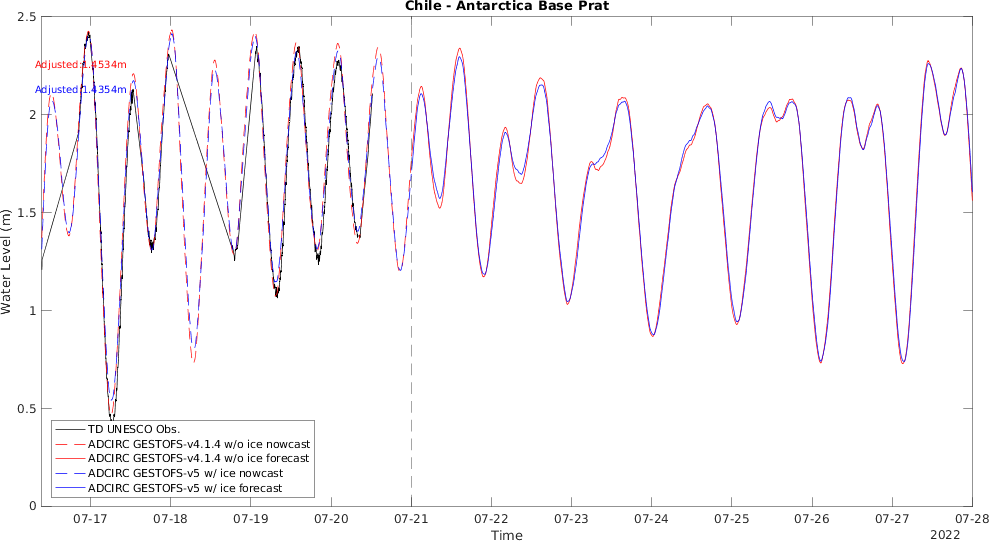 Chile - Antarctica Base Prat
2.5
2
1.5
1
0.5
0
Water Level (m)
Adjusted:1.4534m
Adjusted:1.4354m
TD UNESCO Obs.
ADCIRC GESTOFS-v4.1.4 w/o ice nowcast
ADCIRC GESTOFS-v4.1.4 w/o ice forecast
ADCIRC GESTOFS-v5 w/ ice nowcast
ADCIRC GESTOFS-v5 w/ ice forecast
07-17 07-18 07-19 07-20 07-21 07-22 07-23 07-24 07-25 07-26 07-27 07-28
Time
2022